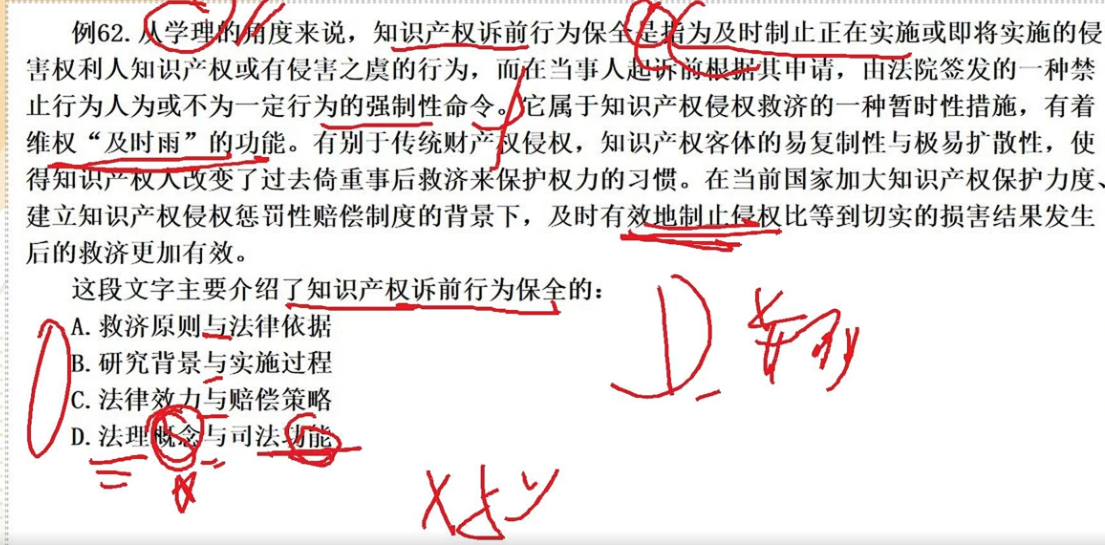 例62.从学理的角度来说，知识产权诉前行为保全是指为及时制止正在实施或即将实施的侵
害权利人知识产权或有侵害之虞的行为，而在当事人起诉前根据其申请，由法院签发的一种禁
止行为人为或不为一定行为的强制性命令。它属于知识产权侵权救济的一种暂时性措施，有着
维权“及时雨”的功能。有别于传统财产权侵权，知识产权客体的易复制性与极易扩散性，使
得知识产权人改变了过去倚重事后救济来保护权力的习惯。在当前国家加大知识产权保护力度、
建立知识产权侵权惩罚性赔偿制度的背景下，及时有效地制止侵权比等到切实的损害结果发生
后的救济更加有效。
这段文字主要介绍了知识产权诉前行为保全的：
A.救济原则与法律依据
B.研究背景与实施过程
C.法律效力与赔偿策略
D.法理概念与司法功能
D
X与y